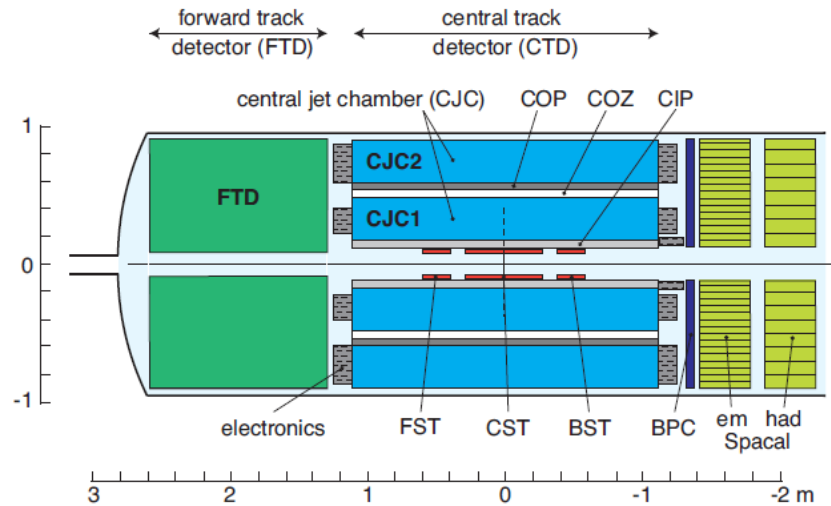 forward track
detector (FTD)
central track
detector (CTD)
central jet chamber (CJC)
COP
COZ
CIP
1
CJC2
FTD
CJC1
0
-1
electronics
FST
CST
BST
BPC
em
had
Spacal
3
2
1
0
-1
-2 m